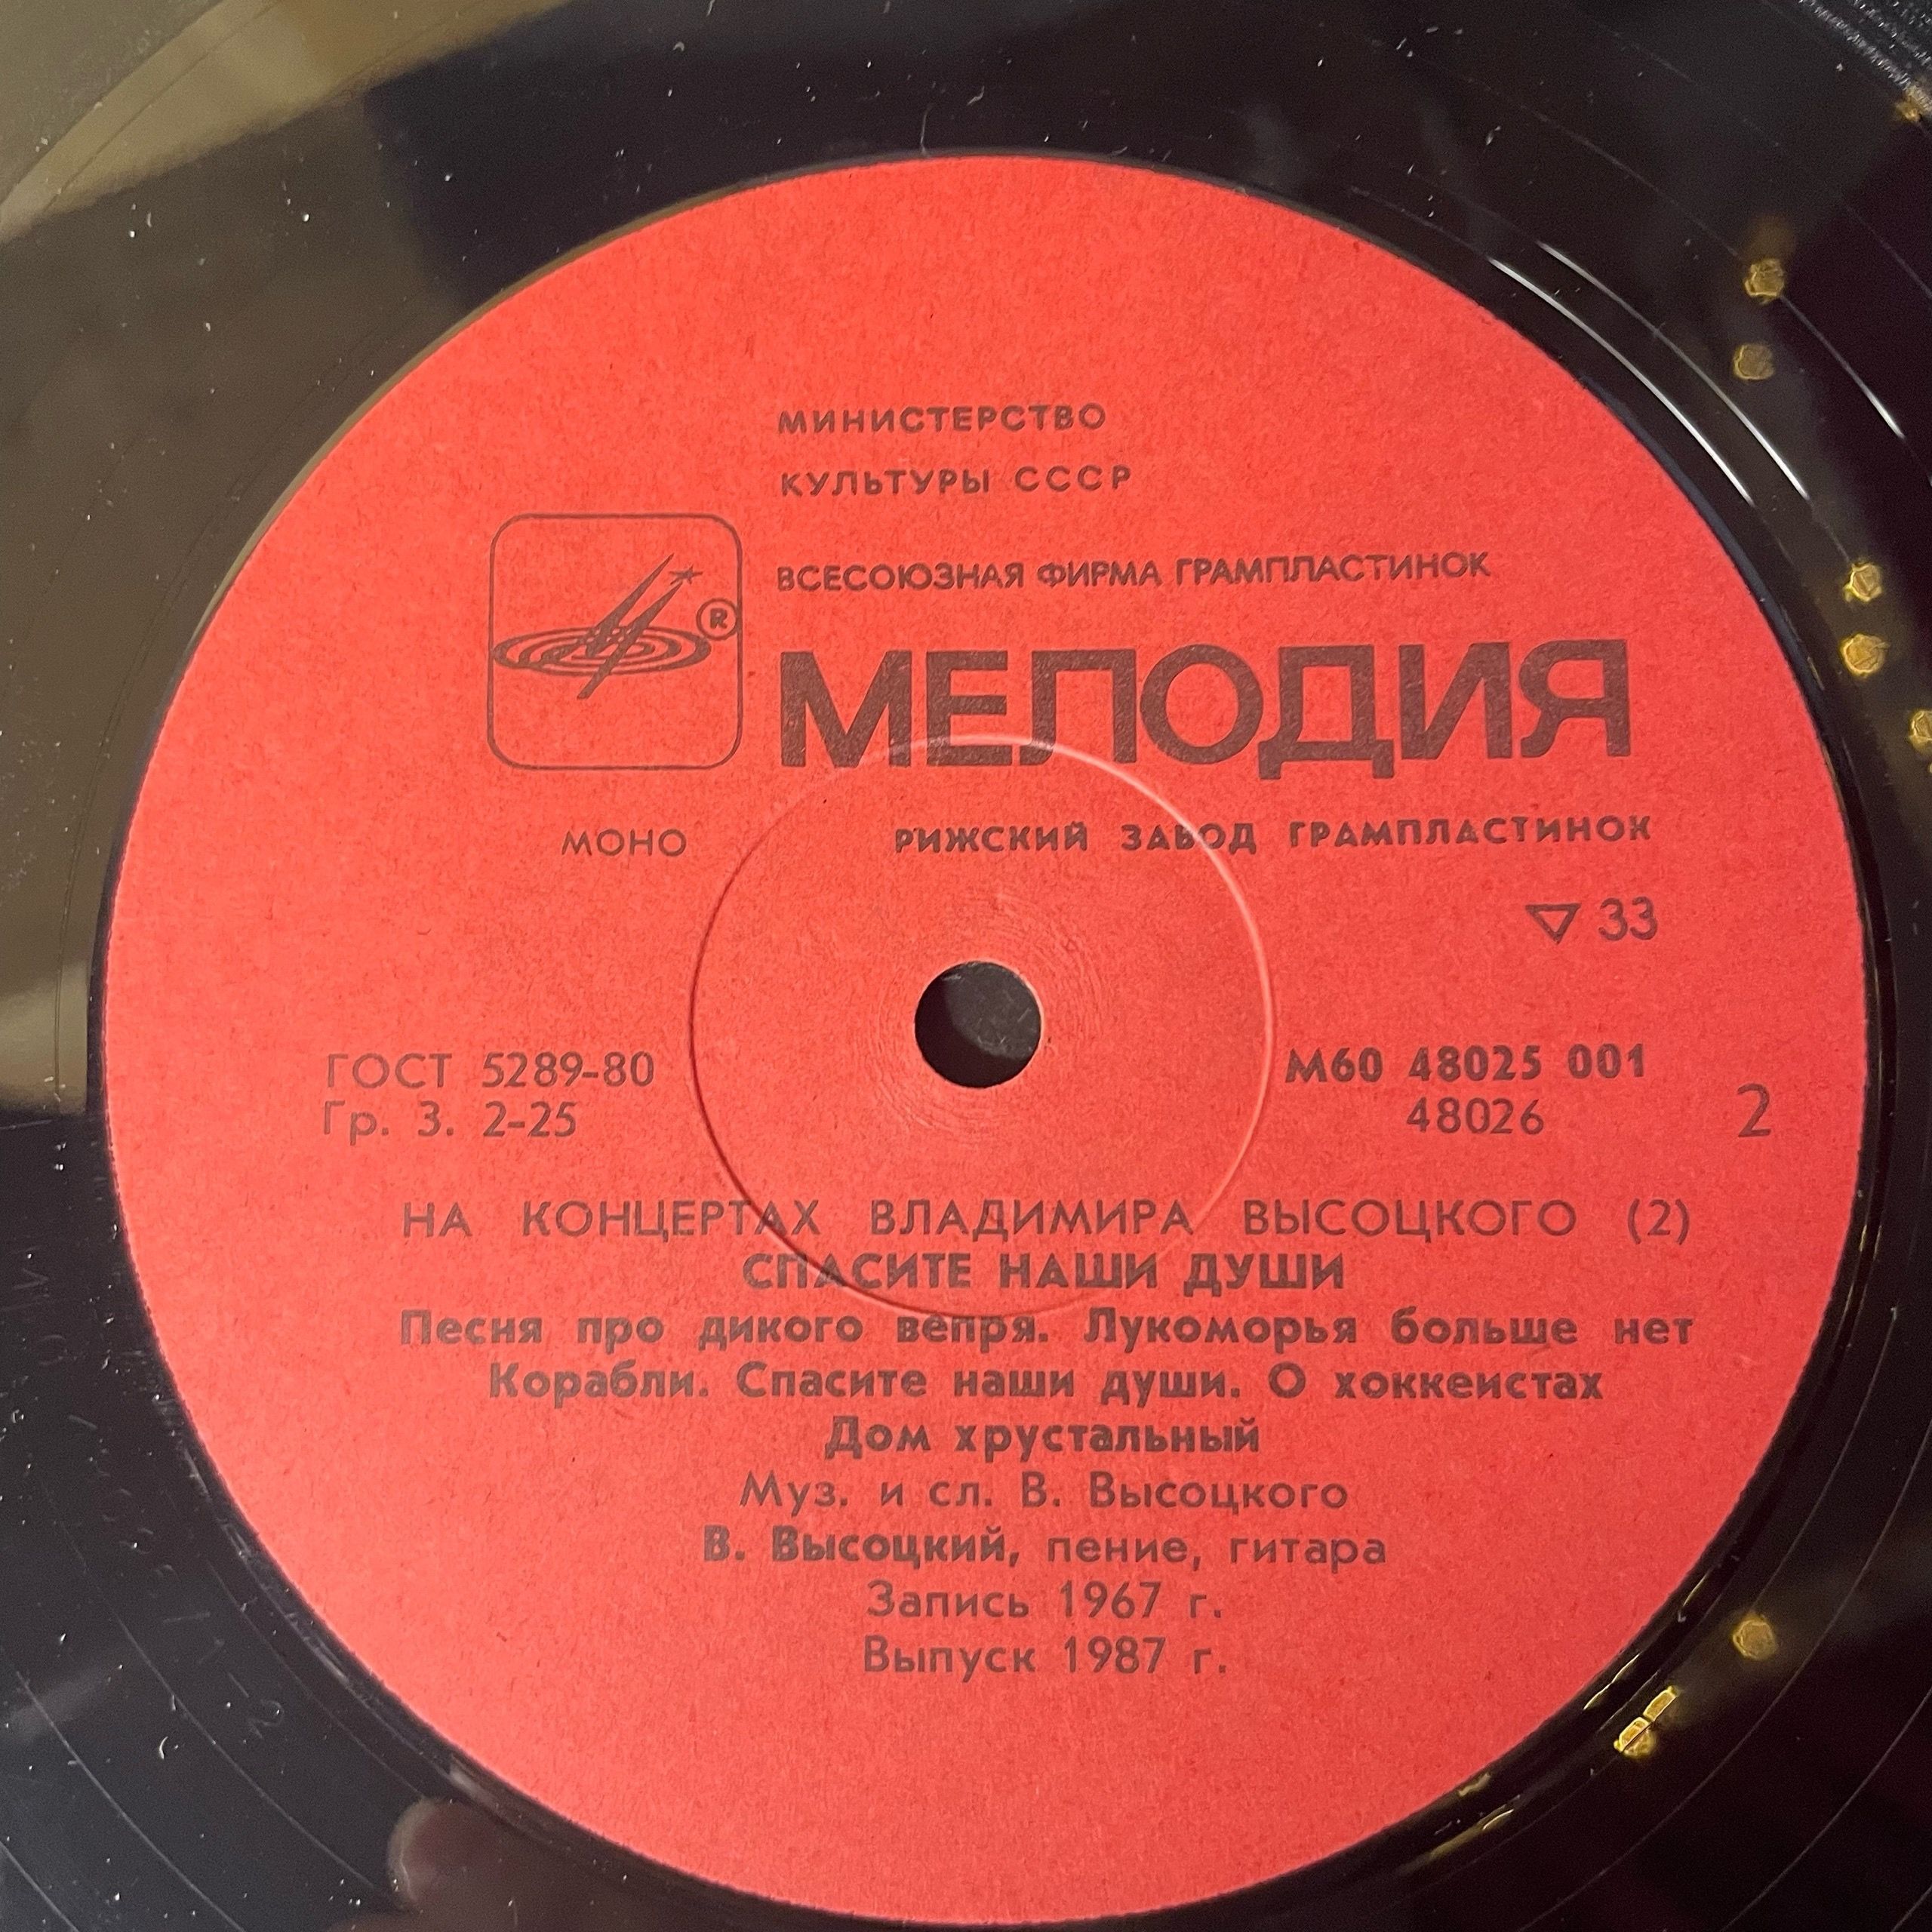 МИНИСТЕРСТВО
КУЛЬТУРЫ СССР
ВСЕСОЮЗНАЯ ФИРМА ГРАМПЛАСТИНОК
®
МЕЛОДИЯ
МОНО
РИЖСКИЙ ЗАВОД ГРАМПЛАСТИНОК
▽ 33
ГОСТ 5289-80
Гр. 3. 2-25
М60 48025 001
48026
2
НА КОНЦЕРТАХ ВЛАДИМИРА ВЫСОЦКОГО (2)
СПАСИТЕ НАШИ ДУШИ
Песня про дикого вепря. Лукоморья больше нет
Корабли. Спасите наши души. О хоккеистах
Дом хрустальный
Муз. и сл. В. Высоцкого
В. Высоцкий, пение, гитара
Запись 1967 г.
Выпуск 1987 г.